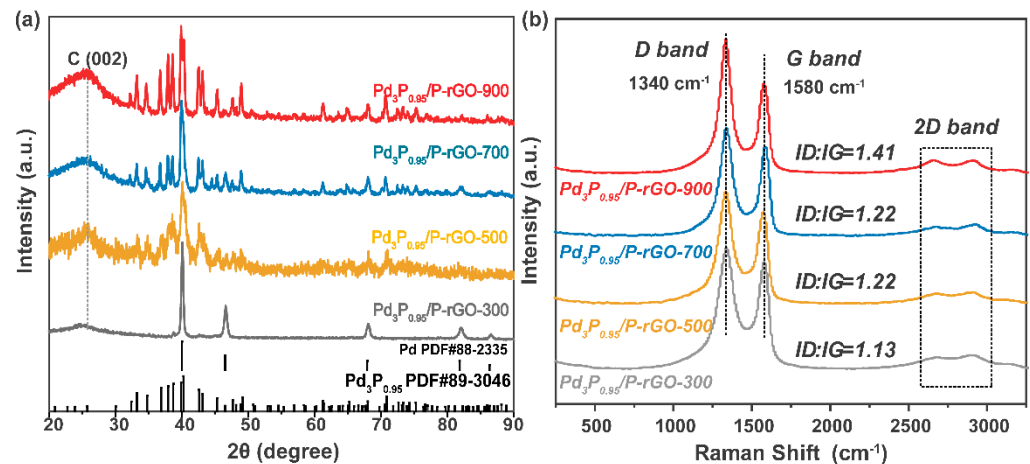 (a)
C (002)
Pd₃P₀.₉₅/P-rGO-900
Pd₃P₀.₉₅/P-rGO-700
Pd₃P₀.₉₅/P-rGO-500
Pd₃P₀.₉₅/P-rGO-300
Pd PDF#88-2335
Pd₃P₀.₉₅ PDF#89-3046
Intensity (a.u.)
20 30 40 50 60 70 80 90
2θ (degree)
(b)
D band
1340 cm⁻¹
G band
1580 cm⁻¹
2D band
ID:IG=1.41
Pd₃P₀.₉₅/P-rGO-900
ID:IG=1.22
Pd₃P₀.₉₅/P-rGO-700
ID:IG=1.22
Pd₃P₀.₉₅/P-rGO-500
ID:IG=1.13
Pd₃P₀.₉₅/P-rGO-300
Intensity (a.u.)
500 1000 1500 2000 2500 3000
Raman Shift (cm⁻¹)